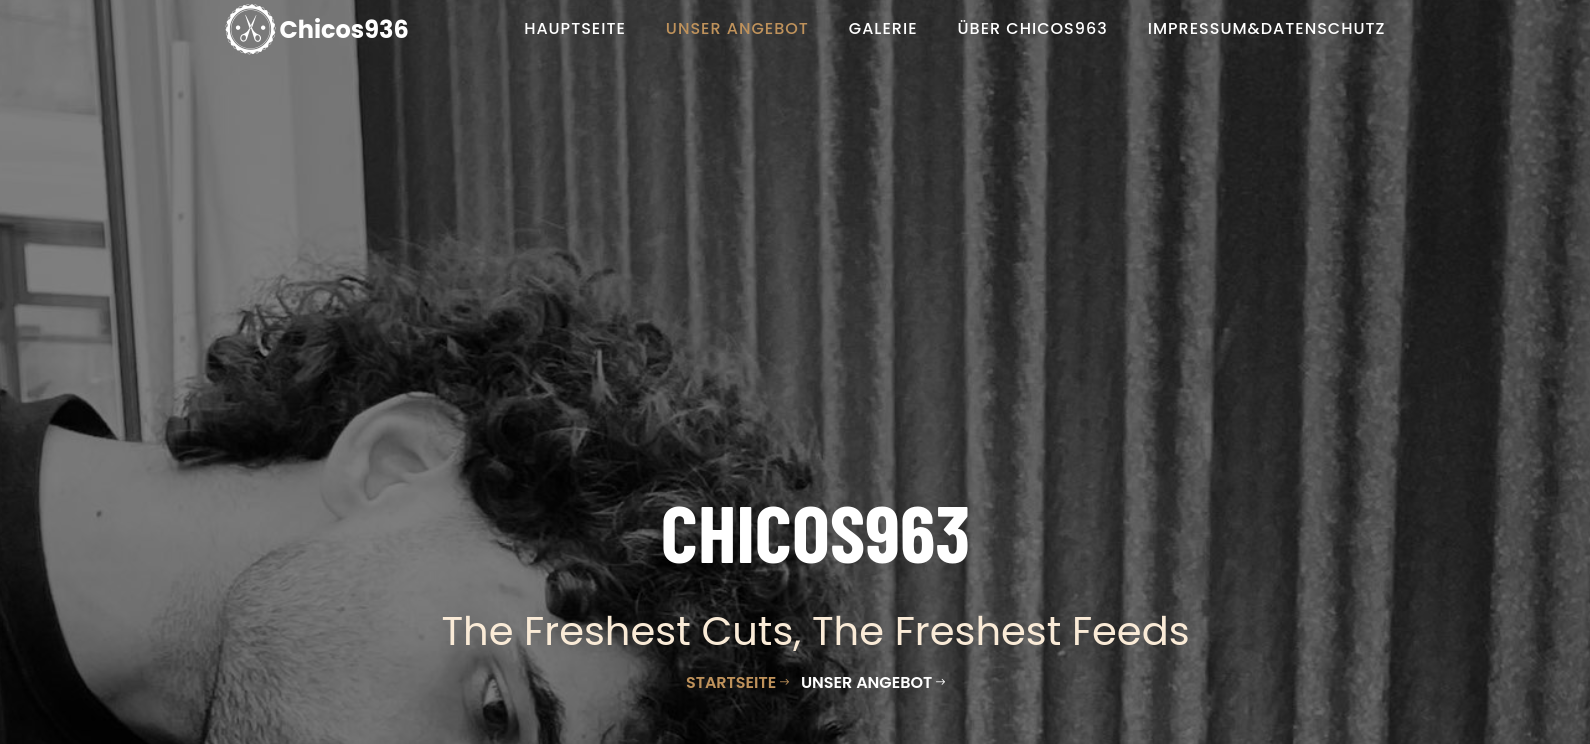 Chicos936
HAUPTSEITE UNSER ANGEBOT GALERIE ÜBER CHICOS963 IMPRESSUM&DATENSCHUTZ
CHICOS963
The Freshest Cuts, The Freshest Feeds
STARTSEITE → UNSER ANGEBOT →